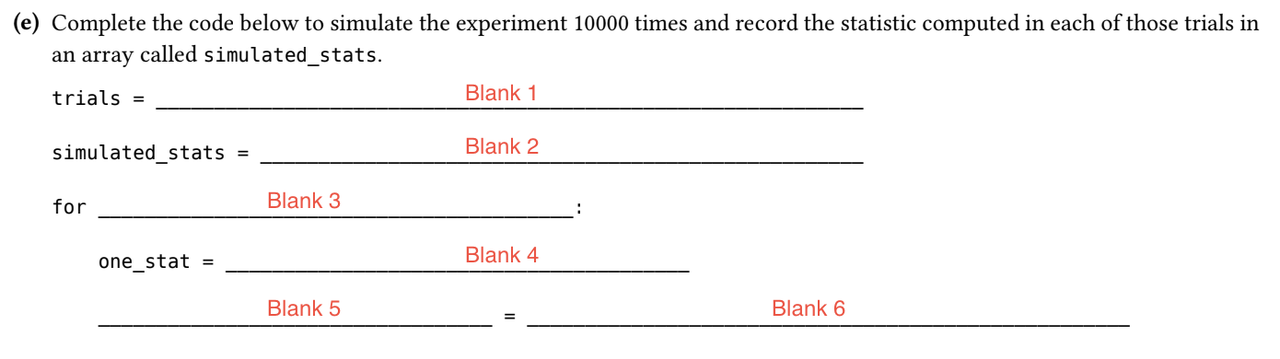 (e) Complete the code below to simulate the experiment 10000 times and record the statistic computed in each of those trials in
an array called simulated_stats.
trials = Blank 1
simulated_stats = Blank 2
for Blank 3 :
one_stat = Blank 4
Blank 5 = Blank 6